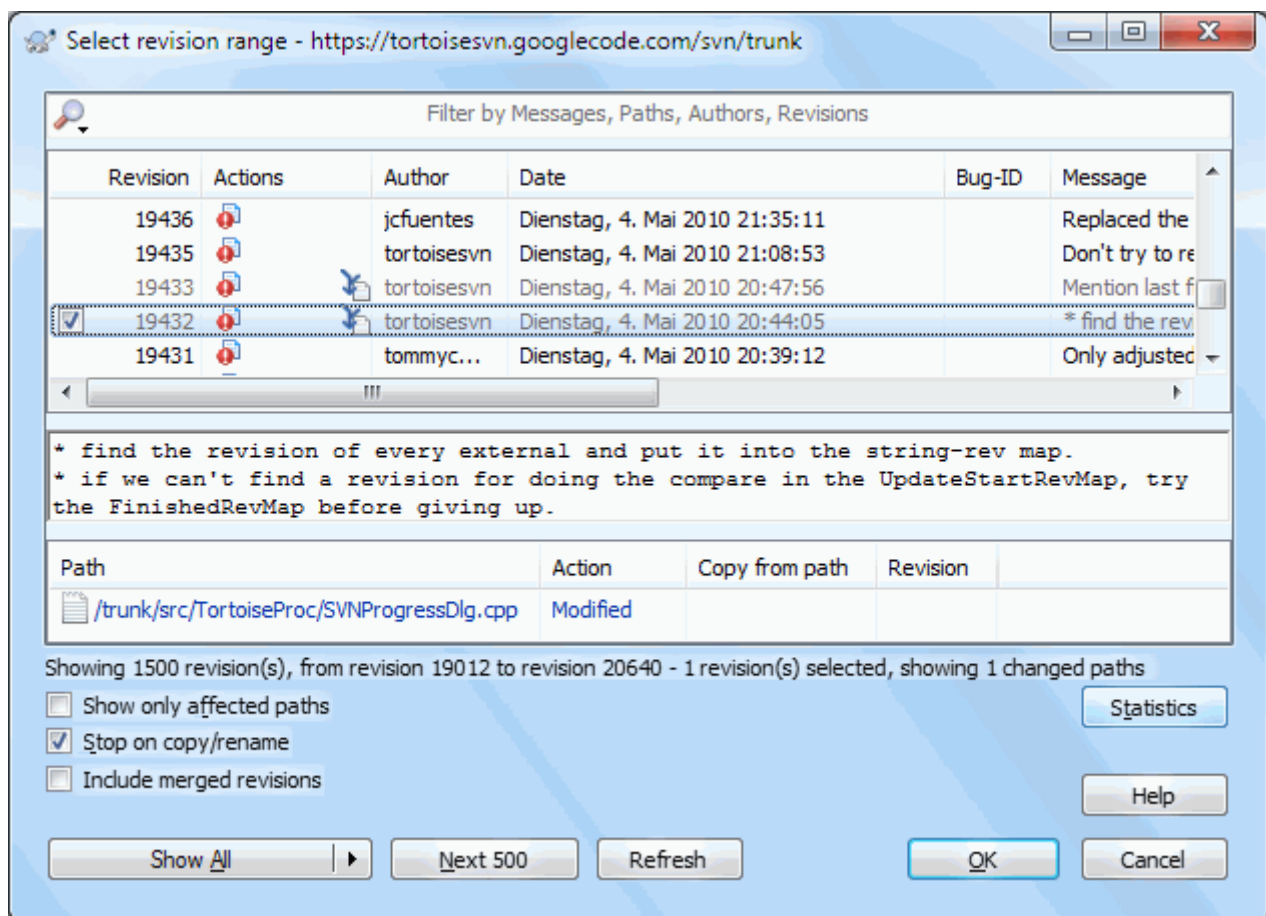 Select revision range - https://tortoisesvn.googlecode.com/svn/trunk
Filter by Messages, Paths, Authors, Revisions
Revision Actions Author Date Bug-ID Message
19436 jcfuentes Dienstag, 4. Mai 2010 21:35:11 Replaced the
19435 tortoisesvn Dienstag, 4. Mai 2010 21:08:53 Don't try to re
19433 tortoisesvn Dienstag, 4. Mai 2010 20:47:56 Mention last f
19432 tortoisesvn Dienstag, 4. Mai 2010 20:44:05 * find the revi
19431 tommyc... Dienstag, 4. Mai 2010 20:39:12 Only adjusted
* find the revision of every external and put it into the string-rev map.
* if we can't find a revision for doing the compare in the UpdateStartRevMap, try
the FinishedRevMap before giving up.
Path Action Copy from path Revision
/trunk/src/TortoiseProc/SVNProgressDlg.cpp Modified
Showing 1500 revision(s), from revision 19012 to revision 20640 - 1 revision(s) selected, showing 1 changed paths
Show only affected paths
Statistics
Stop on copy/rename
Include merged revisions
Help
Show All Next 500 Refresh OK Cancel